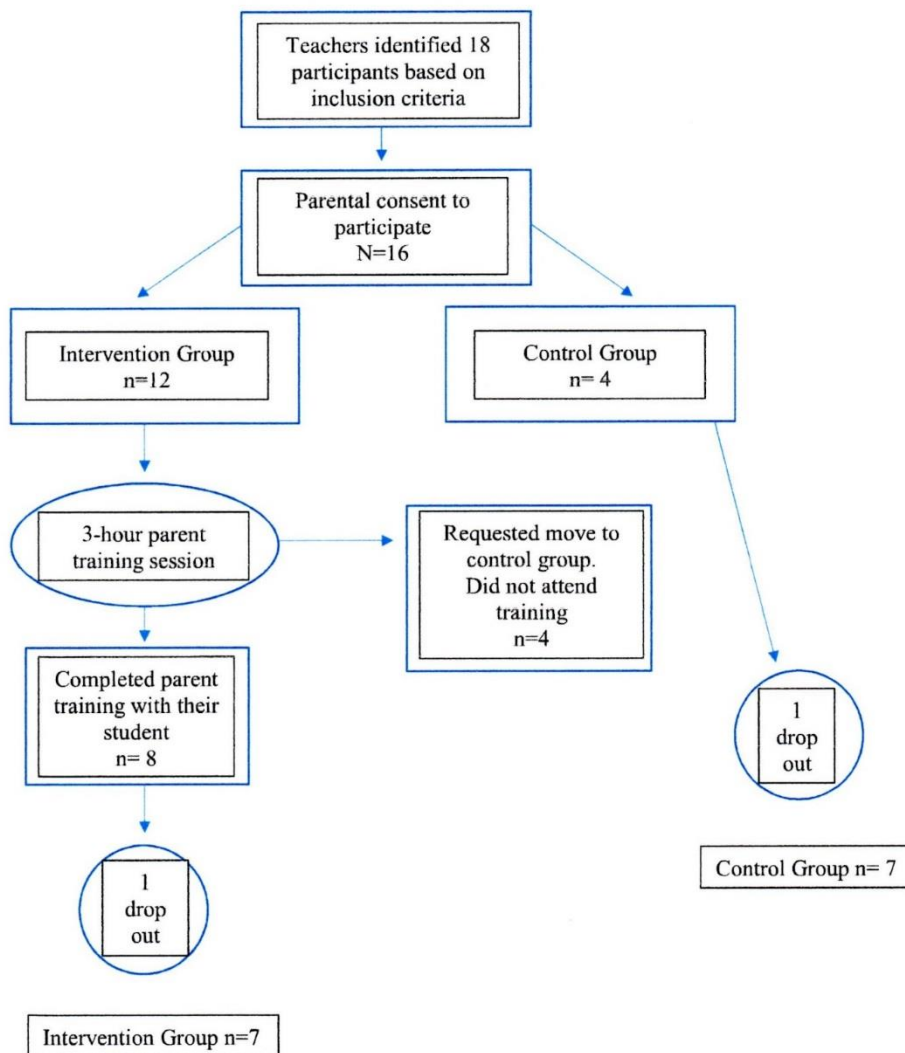 Teachers identified 18
participants based on
inclusion criteria
Parental consent to
participate
N=16
Intervention Group
n=12
Control Group
n= 4
3-hour parent
training session
Requested move to
control group.
Did not attend
training
n=4
Completed parent
training with their
student
n= 8
1
drop
out
Control Group n= 7
1
drop
out
Intervention Group n=7